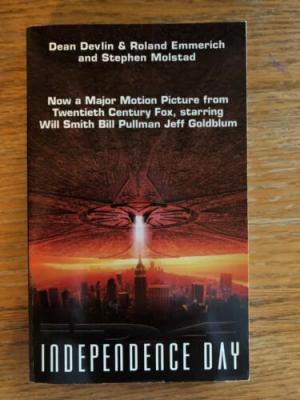 Dean Devlin & Roland Emmerich
and Stephen Molstad
Now a Major Motion Picture from
Twentieth Century Fox, starring
Will Smith Bill Pullman Jeff Goldblum
INDEPENDENCE DAY